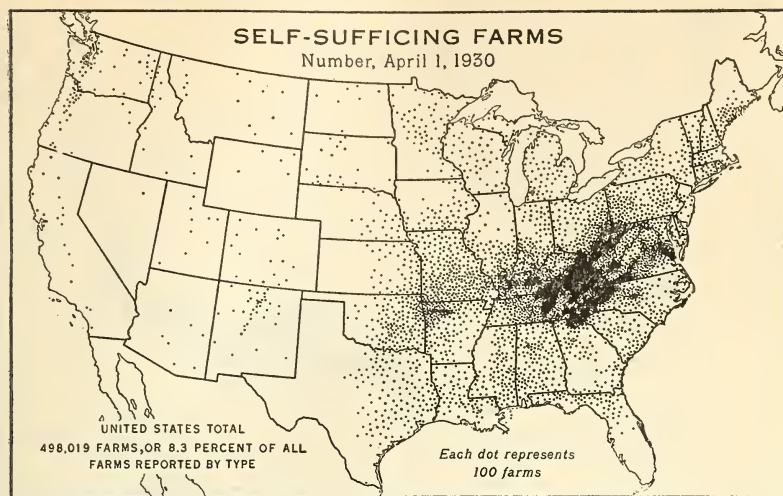 SELF-SUFFICING FARMS
Number, April 1, 1930
UNITED STATES TOTAL
498,019 FARMS, OR 8.3 PERCENT OF ALL
FARMS REPORTED BY TYPE
Each dot represents
100 farms